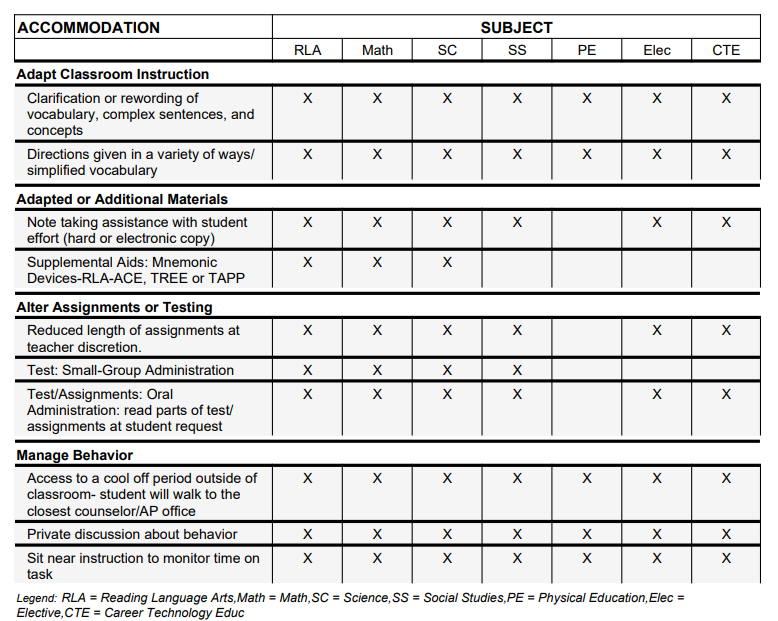 ACCOMMODATION SUBJECT
RLA Math SC SS PE Elec CTE
Adapt Classroom Instruction
Clarification or rewording of X X X X X X X
vocabulary, complex sentences, and
concepts
Directions given in a variety of ways/ X X X X X X X
simplified vocabulary
Adapted or Additional Materials
Note taking assistance with student X X X X X X
effort (hard or electronic copy)
Supplemental Aids: Mnemonic X X X
Devices-RLA-ACE, TREE or TAPP
Alter Assignments or Testing
Reduced length of assignments at X X X X X X
teacher discretion.
Test: Small-Group Administration X X X X
Test/Assignments: Oral X X X X X X
Administration: read parts of test/
assignments at student request
Manage Behavior
Access to a cool off period outside of X X X X X X X
classroom- student will walk to the
closest counselor/AP office
Private discussion about behavior X X X X X X X
Sit near instruction to monitor time on X X X X X X X
task
Legend: RLA = Reading Language Arts,Math = Math,SC = Science,SS = Social Studies,PE = Physical Education,Elec =
Elective,CTE = Career Technology Educ